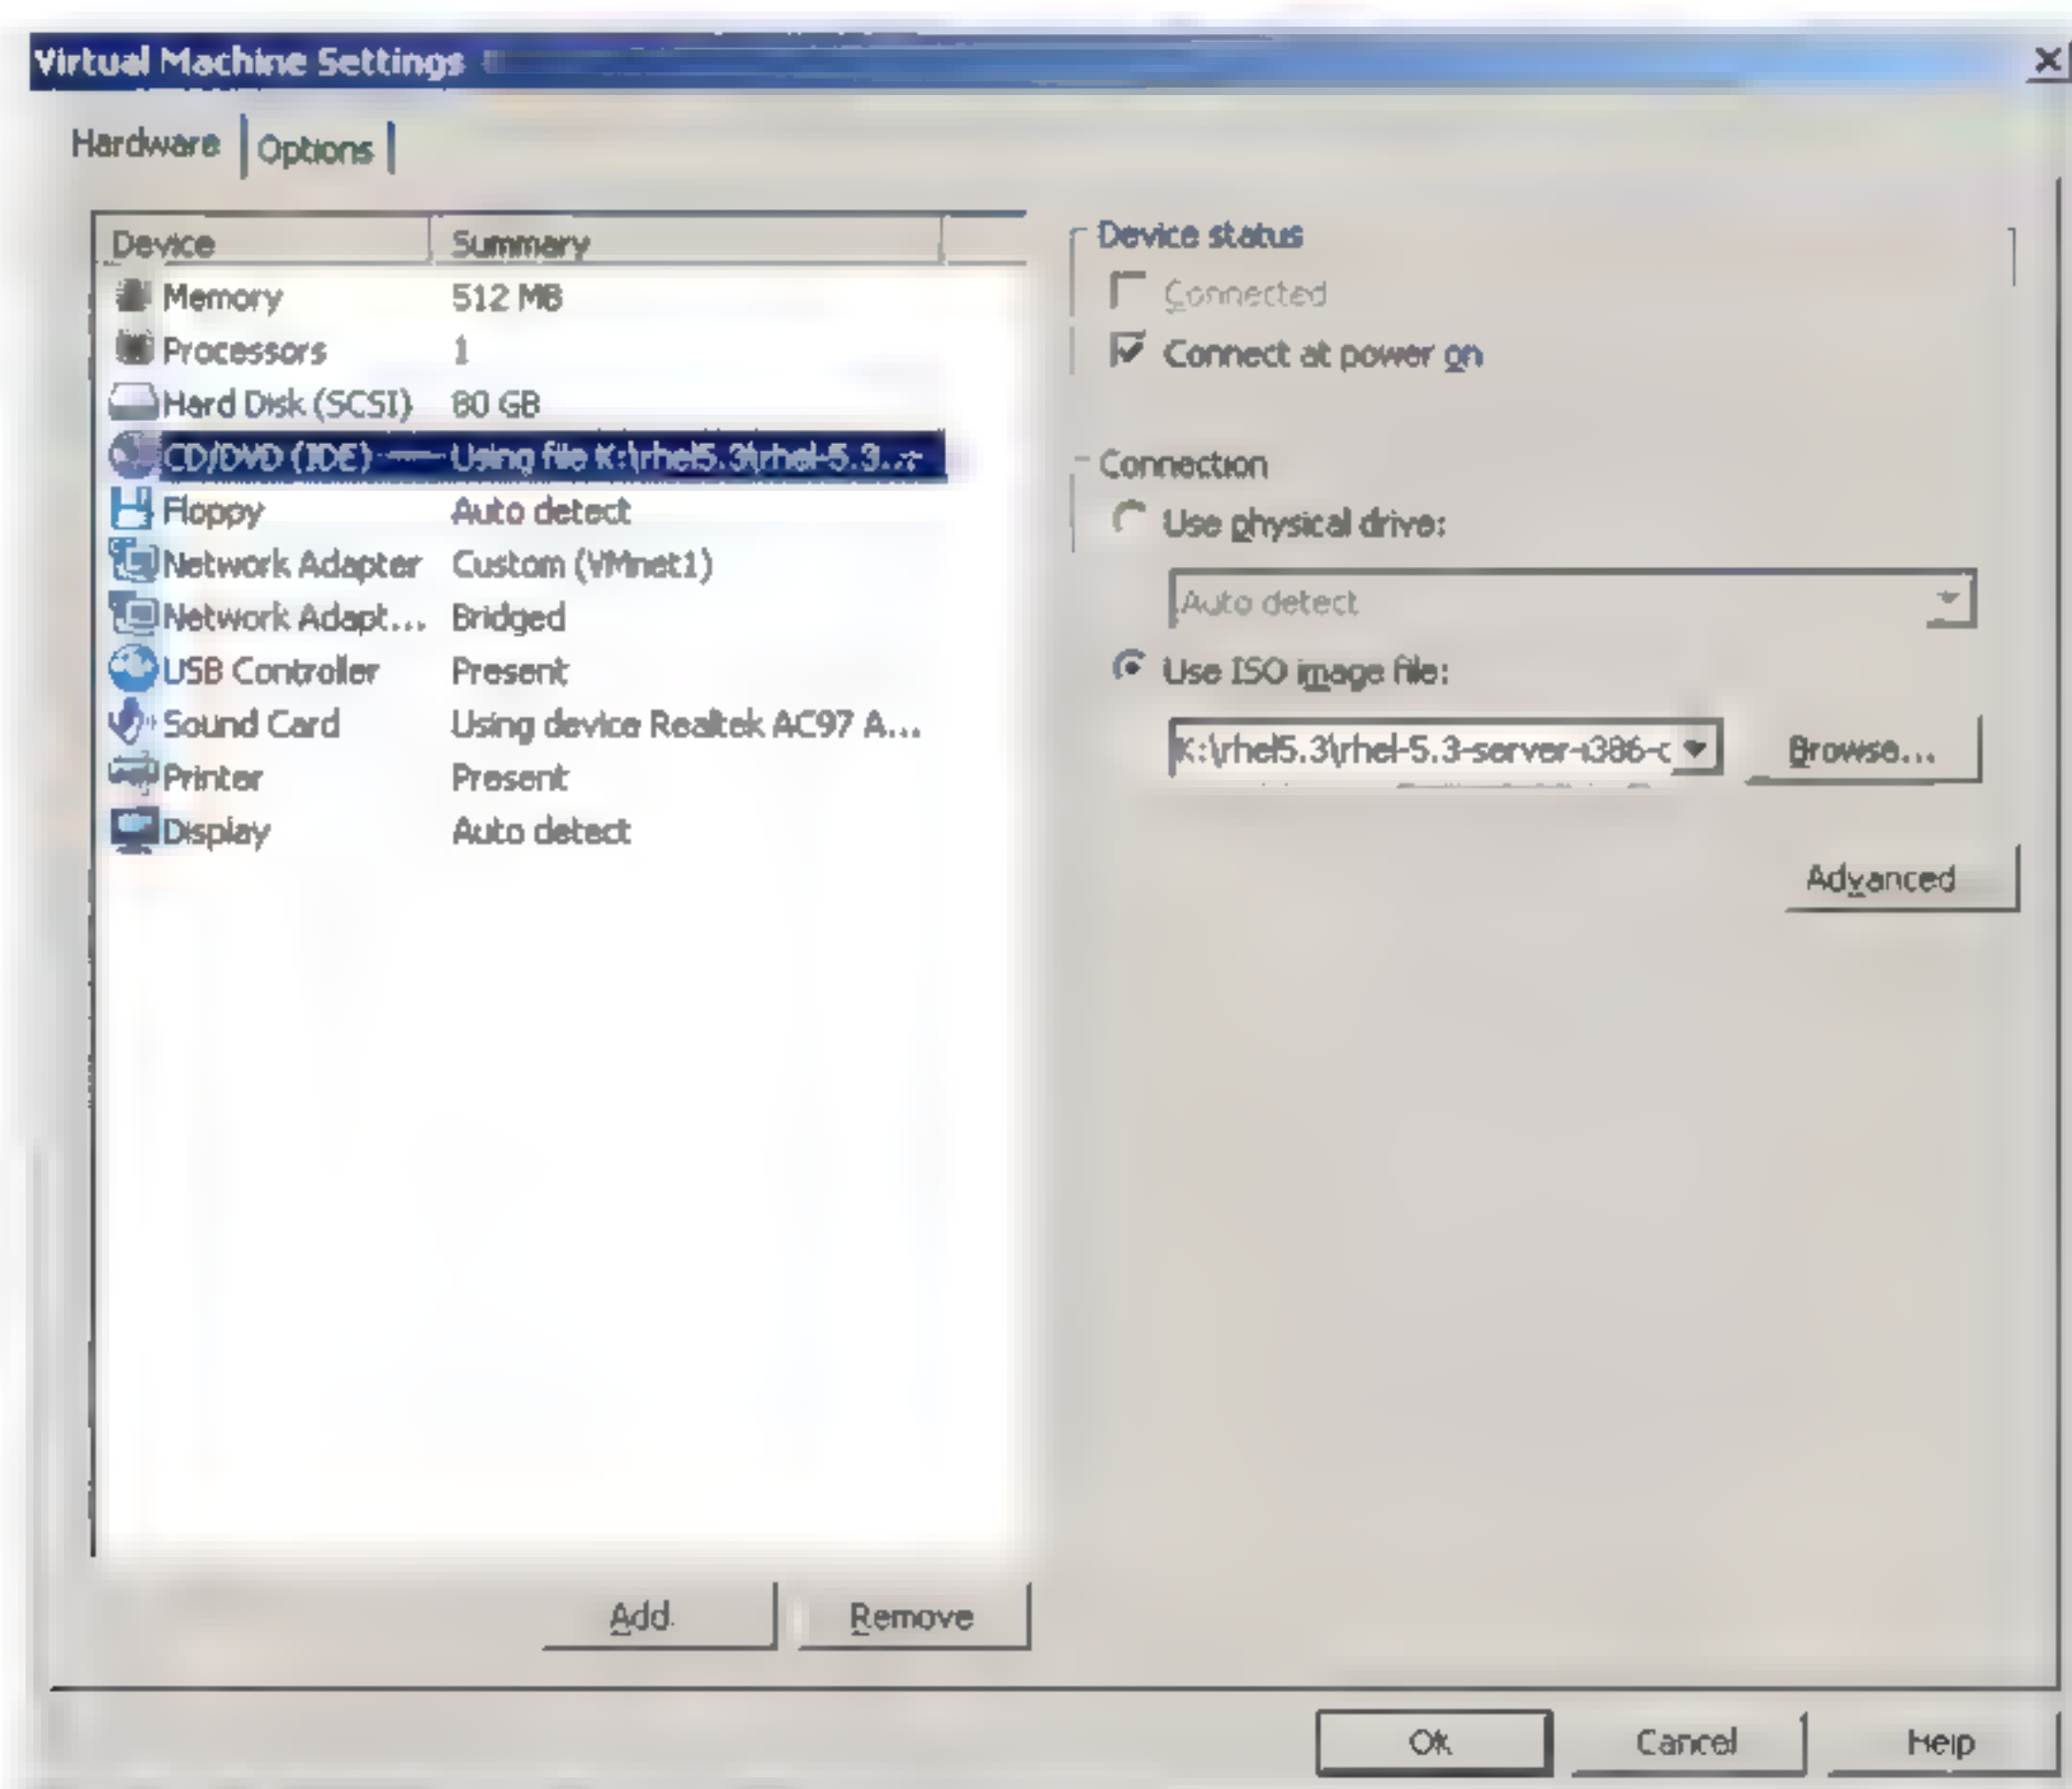 Virtual Machine Settings
Hardware Options
Device Summary
Memory 512 MB
Processors 1
Hard Disk (SCSI) 80 GB
CD/DVD (IDE) Using file K:\rhel5.3\rhel-5.3...
Floppy Auto detect
Network Adapter Custom (VMnet1)
Network Adapt... Bridged
USB Controller Present
Sound Card Using device Realtek AC97 A...
Printer Present
Display Auto detect
Add.
Remove
Device status
Connected
Connect at power on
Connection
Use physical drive:
Auto detect
Use ISO image file:
K:\rhel5.3\rhel-5.3-server-i386-c
Browse...
Advanced
OK Cancel Help